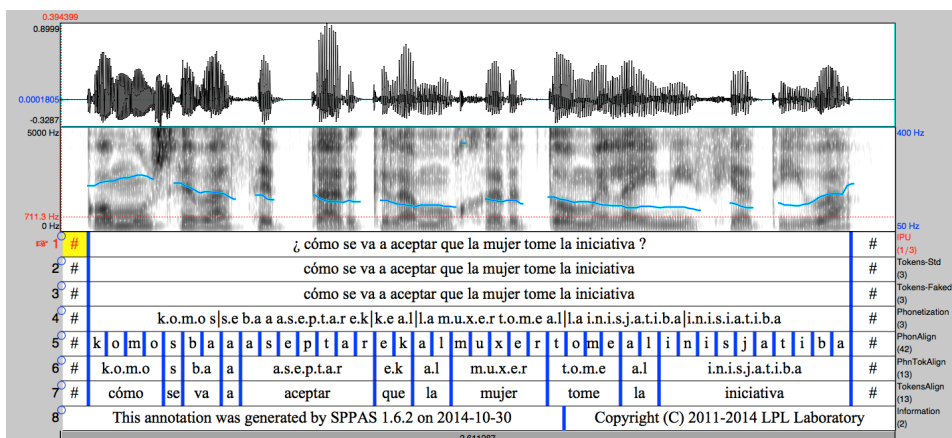 0.394399
0.8999
0.0001805
-0.3287
5000 Hz 400 Hz
711.3 Hz
0 Hz 50 Hz
1 # ¿ cómo se va a aceptar que la mujer tome la iniciativa ? # IPU (1/3)
2 # cómo se va a aceptar que la mujer tome la iniciativa # Tokens-Std (3)
3 # cómo se va a aceptar que la mujer tome la iniciativa # Tokens-Faked (3)
4 # k.o.m.o s|s.e b a a a.s.e.p.t.a r e k|k e a l|l a m.u.x.e.r t.o.m.e a.l|l a i.n.i.s.j.a.t.i.b.a|i.n.i.s.i.a.t.i.b.a # Phonetization (3)
5 # k o m o s b a a a s e p t a r e k a l m u x e r t o m e a l i n i s j a t i b a # PhonAlign (42)
6 # k.o.m.o s b.a a a.s.e.p.t.a.r e.k a.l m.u.x.e.r t.o.m.e a.l i.n.i.s.j.a.t.i.b.a # PhnTokAlign (13)
7 # cómo se va a aceptar que la mujer tome la iniciativa # TokensAlign (13)
8 This annotation was generated by SPPAS 1.6.2 on 2014-10-30 Copyright (C) 2011-2014 LPL Laboratory Information (2)